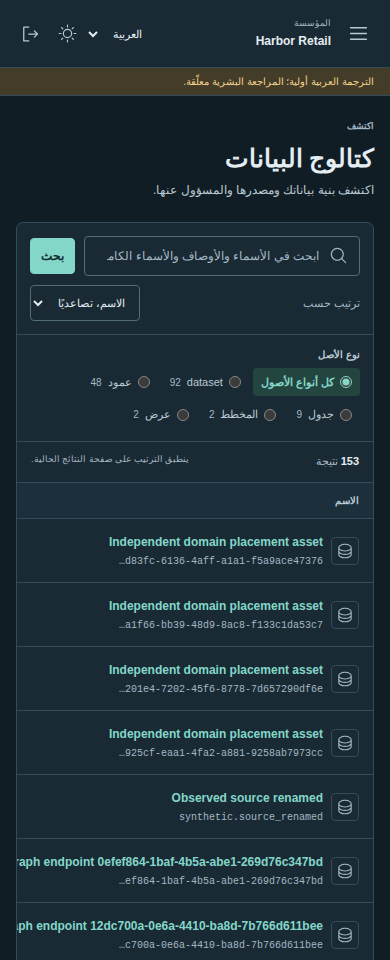 المؤسسة
Harbor Retail
العربية
الترجمة العربية أولية؛ المراجعة البشرية معلّقة.
اكتشف
كتالوج البيانات
اكتشف بنية بياناتك ومصدرها والمسؤول عنها.
ابحث في الأسماء والأوصاف والأسماء الكام
بحث
ترتيب حسب
الاسم، تصاعديًا
نوع الأصل
كل أنواع الأصول
dataset 92
عمود 48
جدول 9
المخطط 2
عرض 2
153 نتيجة
ينطبق الترتيب على صفحة النتائج الحالية.
الاسم
Independent domain placement asset
…d83fc-6136-4aff-a1a1-f5a9ace47376
Independent domain placement asset
…a1f66-bb39-48d9-8ac8-f133c1da53c7
Independent domain placement asset
…201e4-7202-45f6-8778-7d657290df6e
Independent domain placement asset
…925cf-eaa1-4fa2-a881-9258ab7973cc
Observed source renamed
synthetic.source_renamed
raph endpoint 0efef864-1baf-4b5a-abe1-269d76c347bd
…ef864-1baf-4b5a-abe1-269d76c347bd
aph endpoint 12dc700a-0e6a-4410-ba8d-7b766d611bee
…c700a-0e6a-4410-ba8d-7b766d611bee